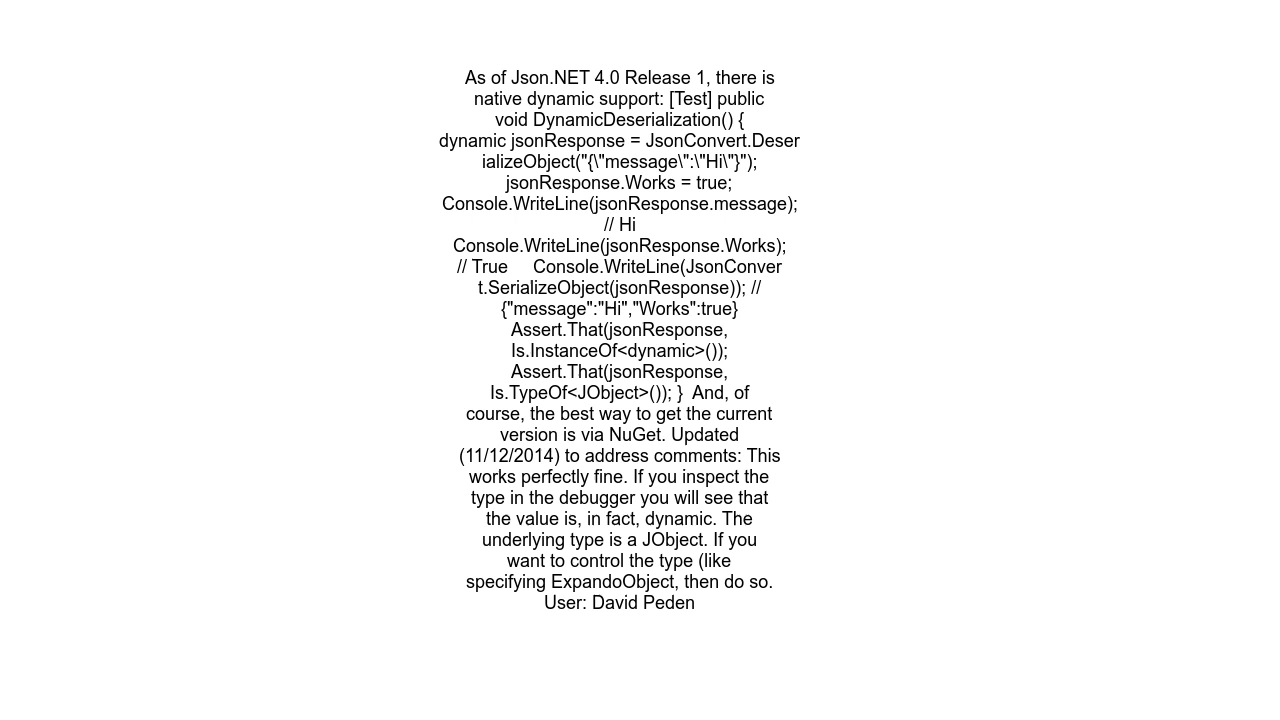 As of Json.NET 4.0 Release 1, there is
native dynamic support: [Test] public
void DynamicDeserialization() {
dynamic jsonResponse = JsonConvert.Deser
ializeObject("{\"message\":\"Hi\"}");
jsonResponse.Works = true;
Console.WriteLine(jsonResponse.message);
// Hi
Console.WriteLine(jsonResponse.Works);
// True     Console.WriteLine(JsonConver
t.SerializeObject(jsonResponse)); //
{"message":"Hi","Works":true}
Assert.That(jsonResponse,
Is.InstanceOf<dynamic>());
Assert.That(jsonResponse,
Is.TypeOf<JObject>()); }  And, of
course, the best way to get the current
version is via NuGet. Updated
(11/12/2014) to address comments: This
works perfectly fine. If you inspect the
type in the debugger you will see that
the value is, in fact, dynamic. The
underlying type is a JObject. If you
want to control the type (like
specifying ExpandoObject, then do so.
User: David Peden